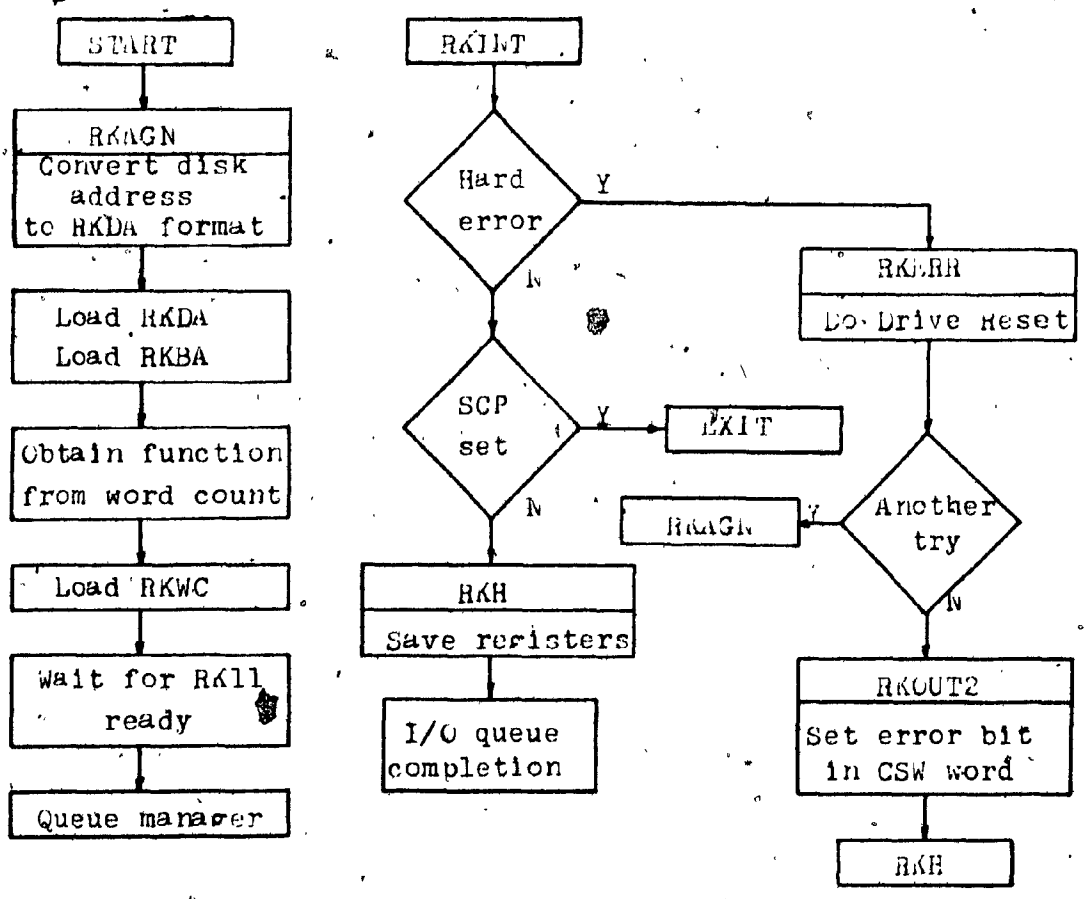 START
RKAGN
Convert disk
address
to RKDA format
Load RKDA
Load RKBA
Obtain function
from word count
Load RKWC
Wait for RK11
ready
Queue manager
RKINT
Hard
error
Y
N
SCP
set
Y
EXIT
N
RKH
Save registers
I/O queue
completion
RKERR
Do Drive Reset
Another
try
Y
RKAGN
N
RKOUT2
Set error bit
in CSW word
RKH